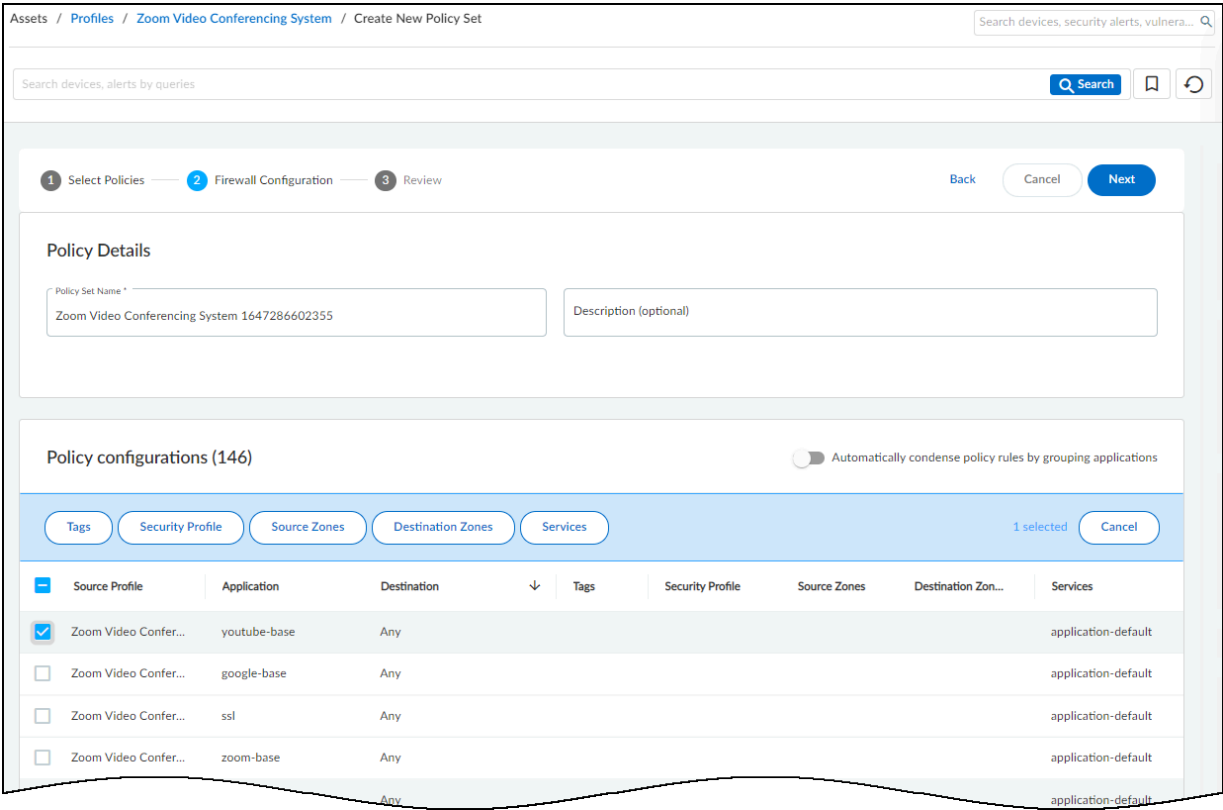 Assets / Profiles / Zoom Video Conferencing System / Create New Policy Set
Search devices, security alerts, vulnera...
Search devices, alerts by queries
Search
1 Select Policies 2 Firewall Configuration 3 Review Back Cancel Next
Policy Details
Policy Set Name *
Zoom Video Conferencing System 1647286602355
Description (optional)
Policy configurations (146) Automatically condense policy rules by grouping applications
Tags Security Profile Source Zones Destination Zones Services 1 selected Cancel
Source Profile Application Destination Tags Security Profile Source Zones Destination Zon... Services
Zoom Video Confer... youtube-base Any application-default
Zoom Video Confer... google-base Any application-default
Zoom Video Confer... ssl Any application-default
Zoom Video Confer... zoom-base Any application-default
Any application-default